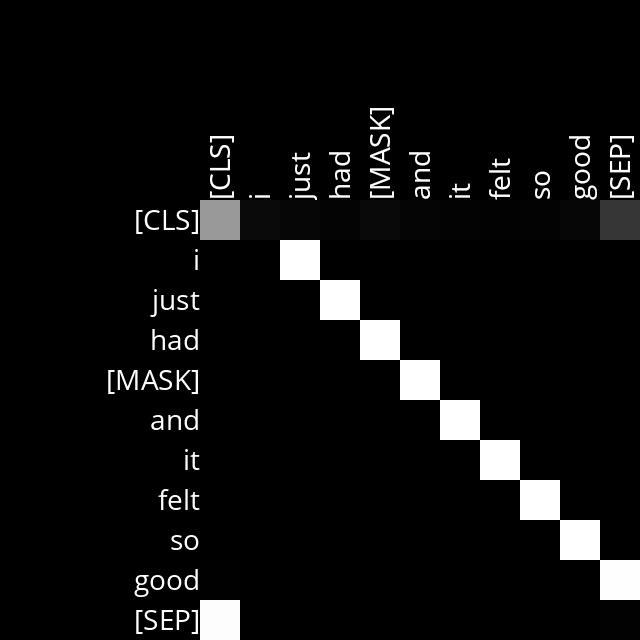 [CLS]
i
just
had
[MASK]
and
it
felt
so
good
[SEP]
[CLS]
i
just
had
[MASK]
and
it
felt
so
good
[SEP]